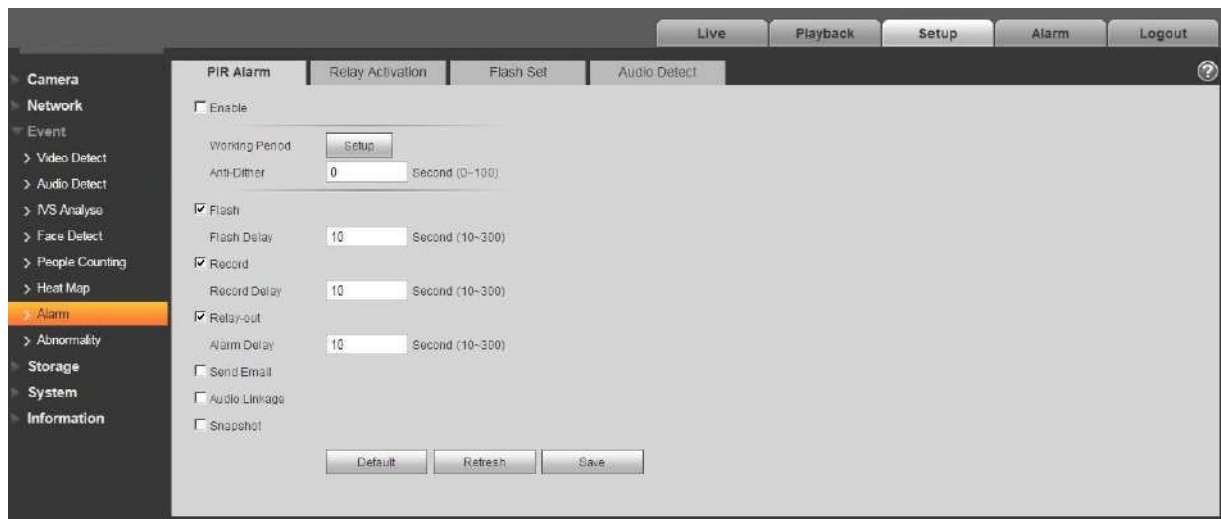 Live Playback Setup Alarm Logout
PIR Alarm Relay Activation Flash Set Audio Detect ?
Camera
Network
Event
> Video Detect
> Audio Detect
> IVS Analyse
> Face Detect
> People Counting
> Heat Map
> Alarm
> Abnormality
Storage
System
Information
Enable
Working Period Setup
Anti-Dither 0 Second (0~100)
Flash
Flash Delay 10 Second (10~300)
Record
Record Delay 10 Second (10~300)
Relay-out
Alarm Delay 10 Second (10~300)
Send Email
Audio Linkage
Snapshot
Default Refresh Save